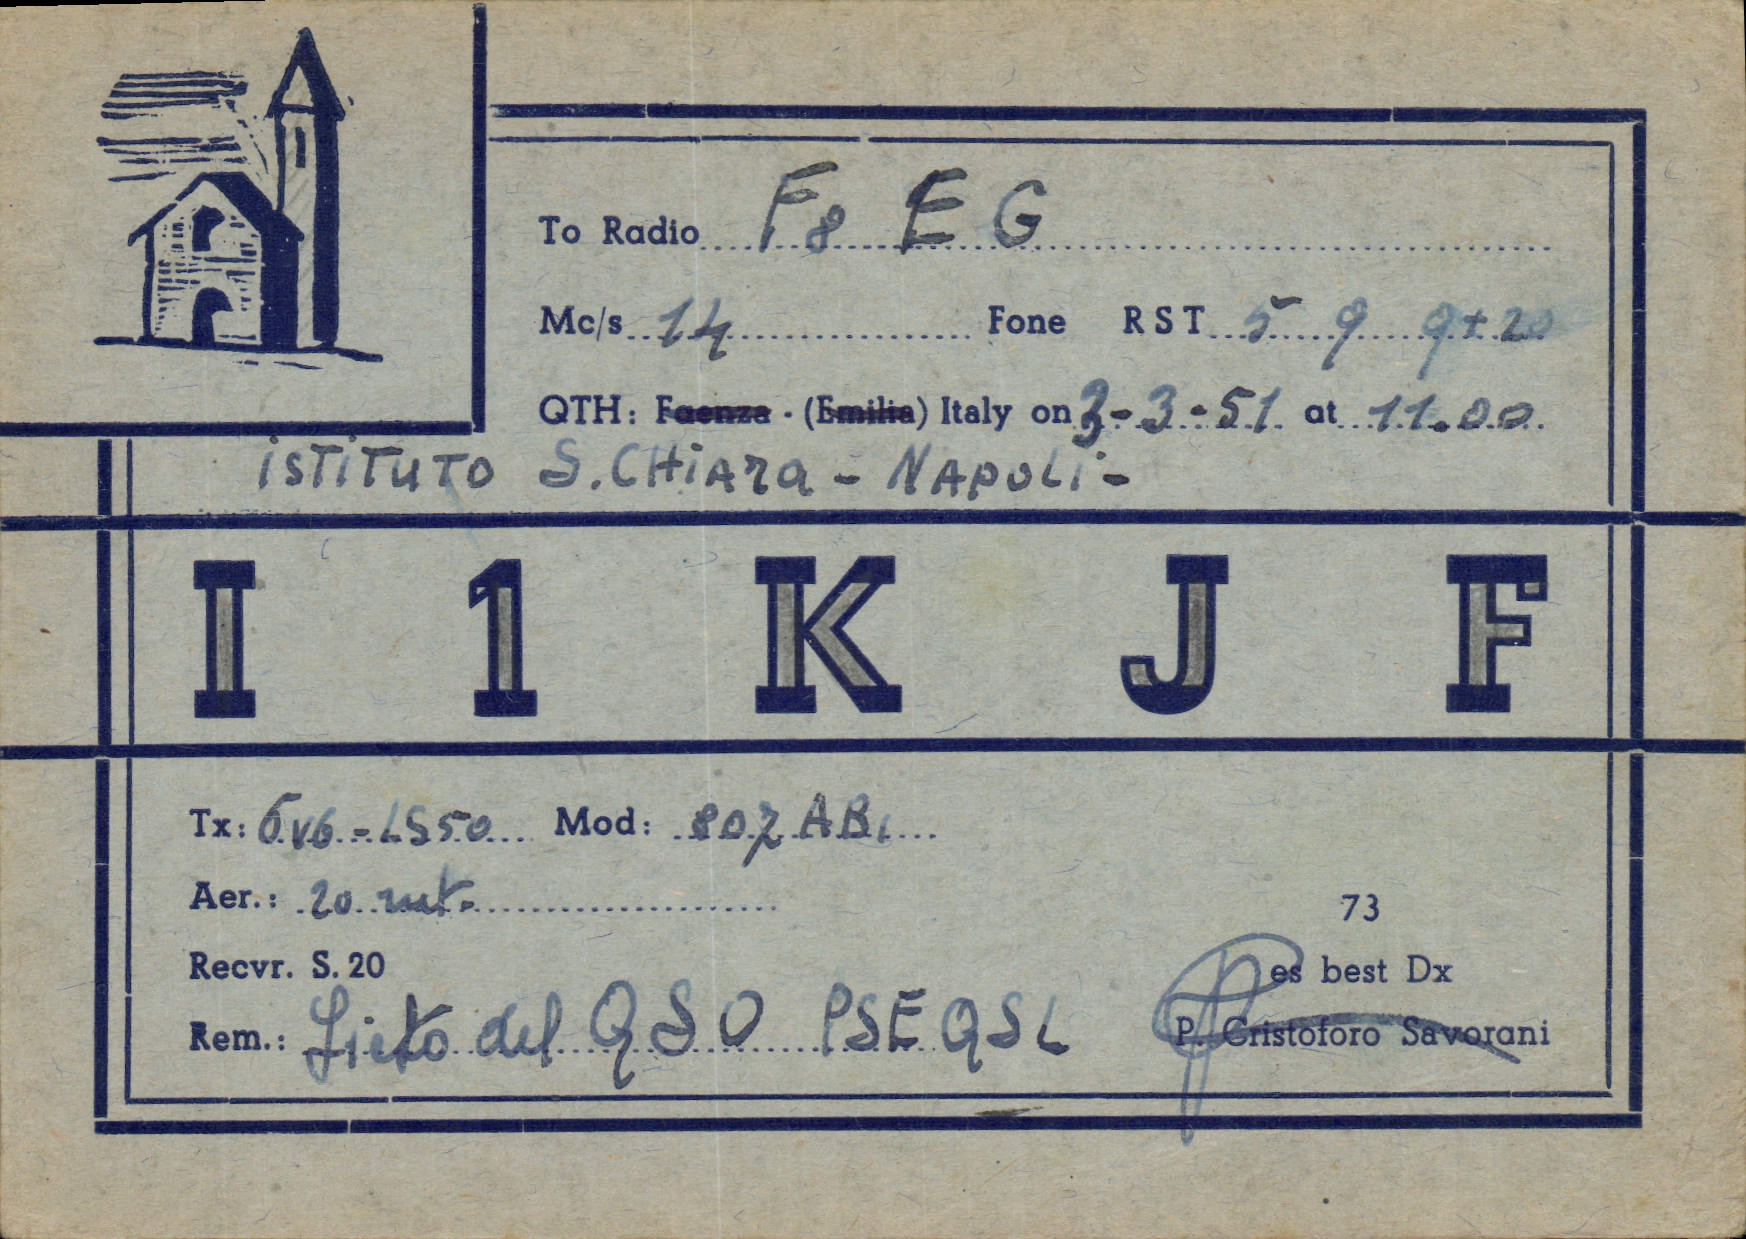 To Radio F8 EG
Mc/s 14 Fone RST 5 9 9+20
QTH: Faenza - (Emilia) Italy on 3-3-51 at 11.00
iSTiTUTO S. CHiARA - NAPOLi -
I 1 K J F
Tx: 6V6 - LS50 Mod: 807 AB1
Aer.: 20 mt.
73
Recvr. S. 20
es best Dx
Rem.: Lieto del QSO PSE QSL
P. Cristoforo Savorani